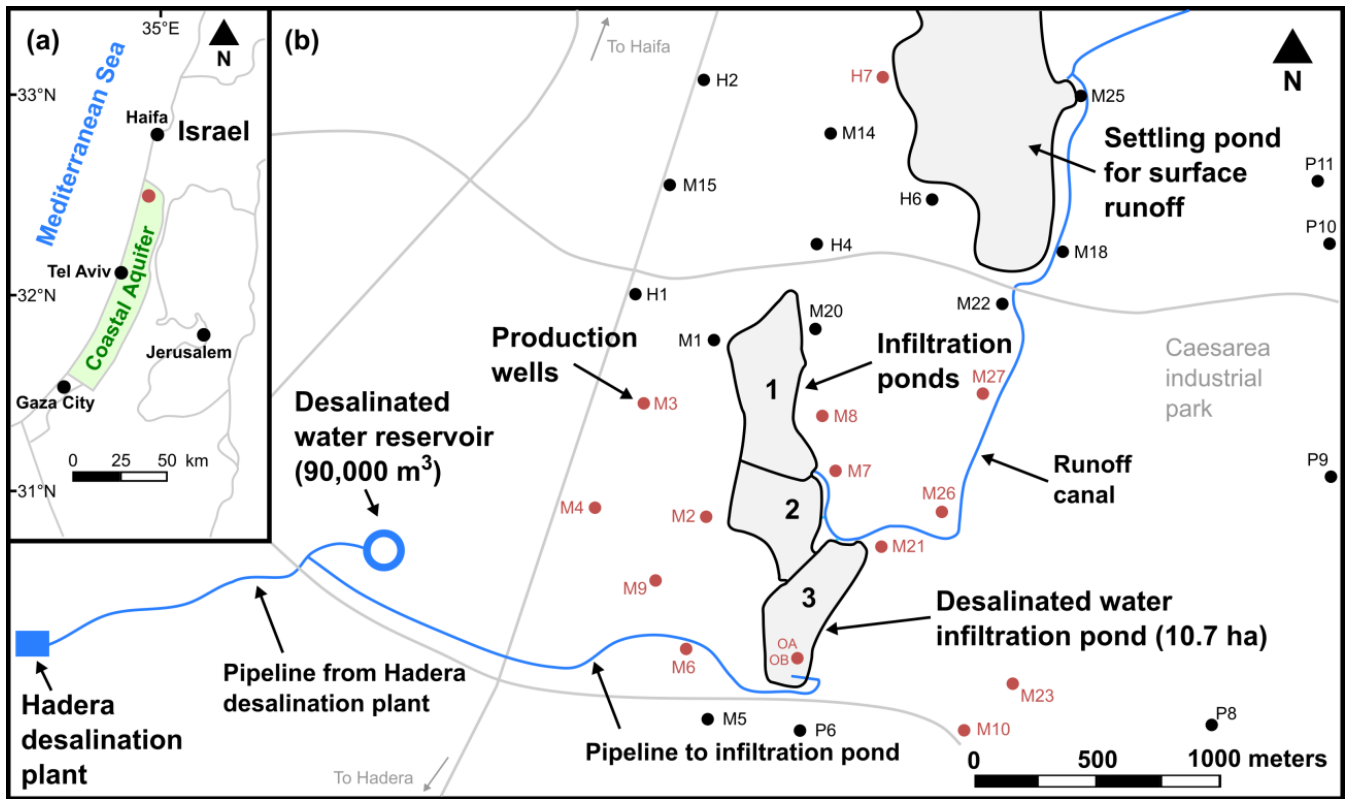 (a)
35°E
N
33°N
Mediterranean Sea
Haifa
Israel
Tel Aviv
32°N
Coastal Aquifer
Jerusalem
Gaza City
0 25 50 km
31°N
(b)
To Haifa
N
H2
H7
M25
M14
Settling pond
for surface
runoff
M15
H6
P11
H4
P10
M18
H1
M22
M20
M1
Production
wells
Infiltration
ponds
Caesarea
industrial
park
1
M27
M3
M8
Desalinated
water reservoir
(90,000 m³)
M7
Runoff
canal
P9
M4
M2
2
M26
M21
M9
3
Desalinated water
infiltration pond (10.7 ha)
OA
OB
M6
Pipeline from Hadera
desalination plant
M23
Hadera
desalination
plant
M5
P6
M10
P8
Pipeline to infiltration pond
To Hadera
0 500 1000 meters